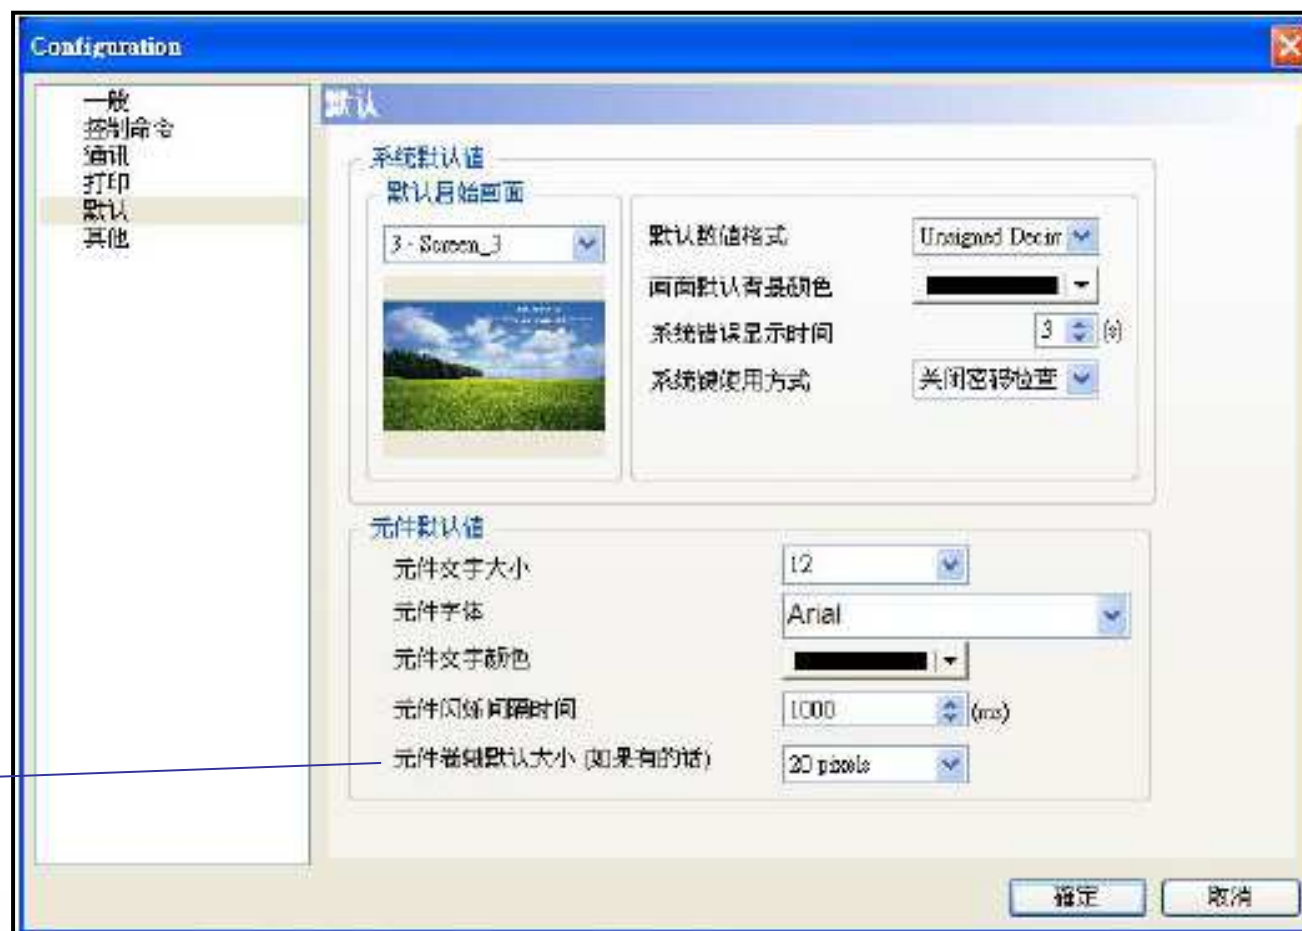 Configuration
一般
控制命令
通讯
打印
默认
其他
默认
系统默认值
默认启始画面
3 - Screen_3
默认数值格式
Unsigned Decim
画面默认背景颜色
系统错误显示时间
3
(s)
系统键使用方式
关闭密码检查
元件默认值
元件文字大小
12
元件字体
Arial
元件文字颜色
元件闪烁间隔时间
1000
(ms)
元件卷轴默认大小 (如果有的话)
20 pixels
確定
取消